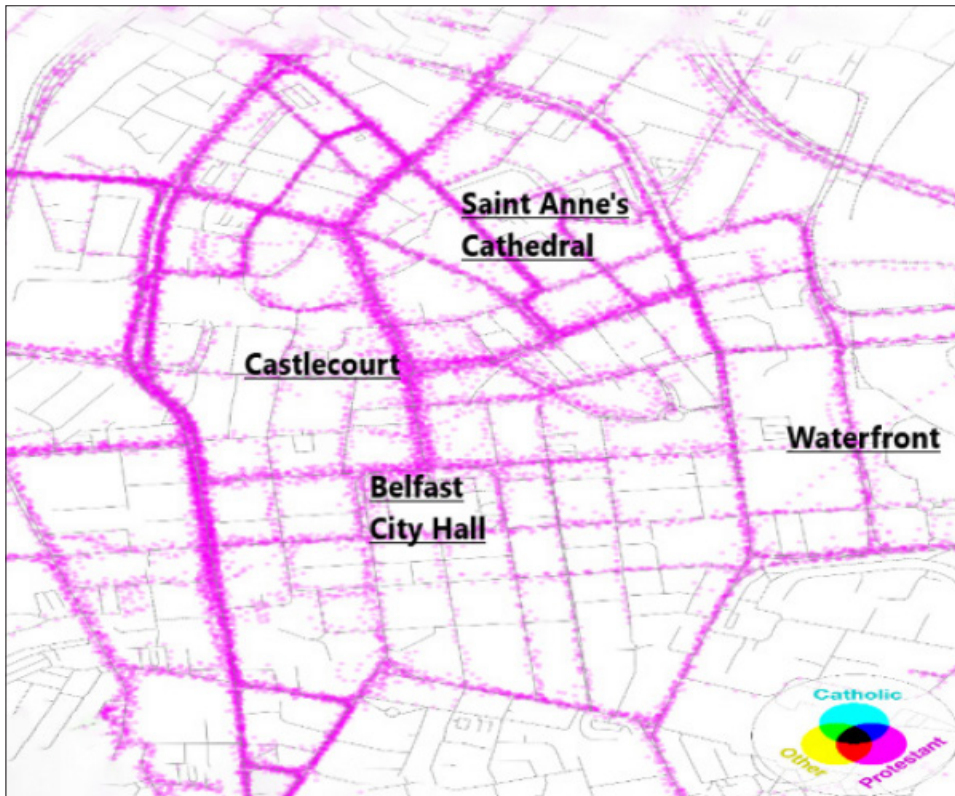 Saint Anne's
Cathedral
Castlecourt
Waterfront
Belfast
City Hall
Catholic
Other
Protestant